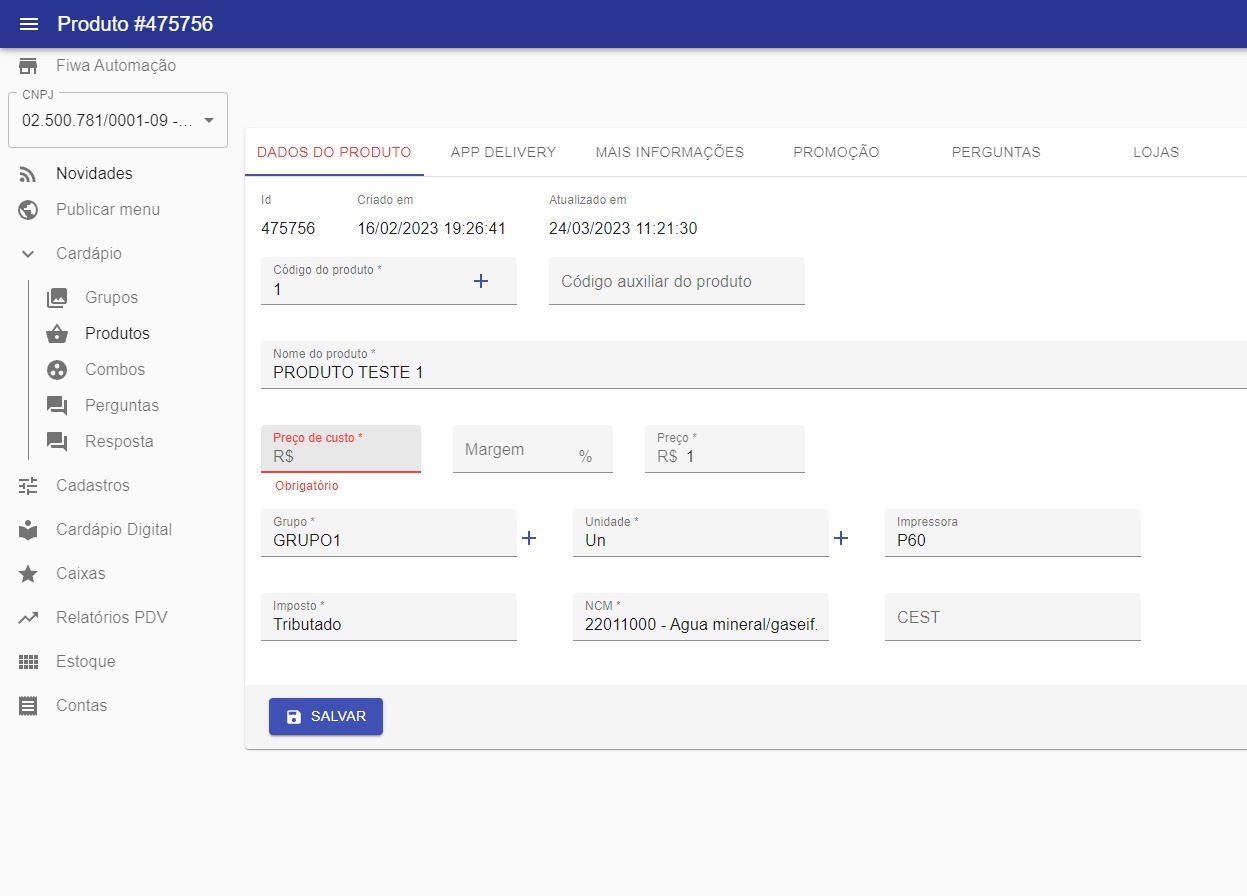 Produto #475756
Fiwa Automação
CNPJ
02.500.781/0001-09 -...
Novidades
Publicar menu
Cardápio
Grupos
Produtos
Combos
Perguntas
Resposta
Cadastros
Cardápio Digital
Caixas
Relatórios PDV
Estoque
Contas
DADOS DO PRODUTO APP DELIVERY MAIS INFORMAÇÕES PROMOÇÃO PERGUNTAS LOJAS
Id Criado em Atualizado em
475756 16/02/2023 19:26:41 24/03/2023 11:21:30
Código do produto *
1
Código auxiliar do produto
Nome do produto *
PRODUTO TESTE 1
Preço de custo *
R$
Obrigatório
Margem %
Preço *
R$ 1
Grupo *
GRUPO1
Unidade *
Un
Impressora
P60
Imposto *
Tributado
NCM *
22011000 - Agua mineral/gaseif.
CEST
SALVAR